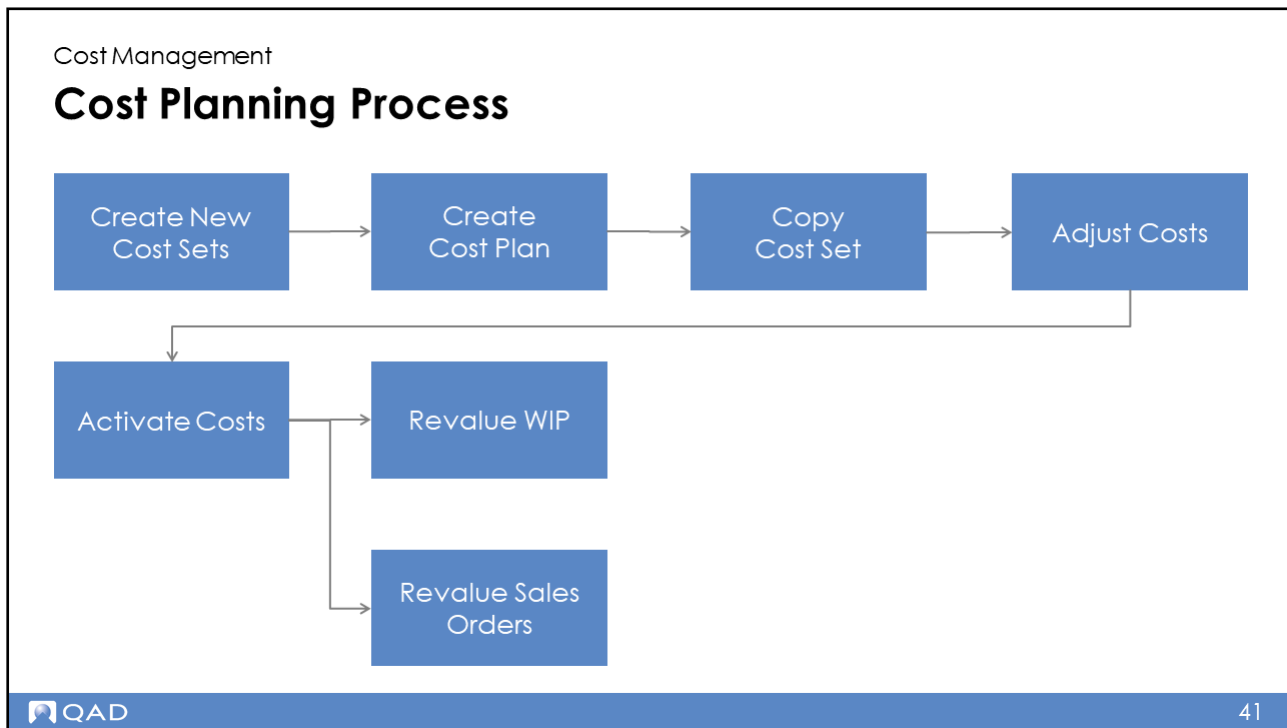 Cost Management
Cost Planning Process
Create New
Cost Sets
Create
Cost Plan
Copy
Cost Set
Adjust Costs
Activate Costs
Revalue WIP
Revalue Sales
Orders
QAD
41